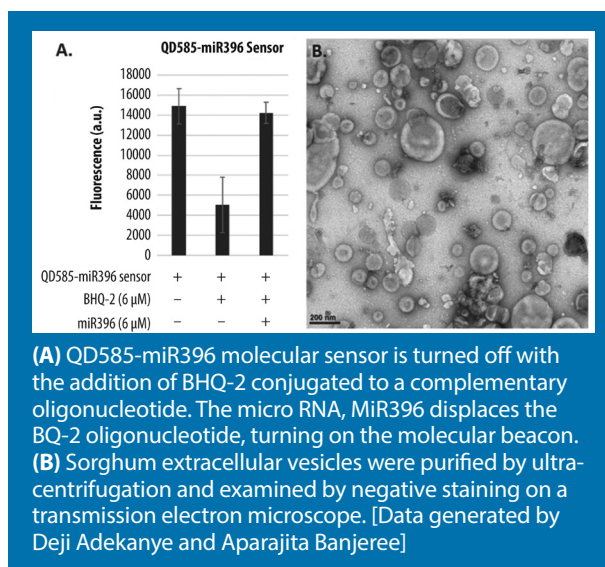 A.
QD585-miR396 Sensor
B.
Fluorescence (a.u.)
18000
16000
14000
12000
10000
8000
6000
4000
2000
0
QD585-miR396 sensor + + +
BHQ-2 (6 µM) – + +
miR396 (6 µM) – – +
200 nm
(A) QD585-miR396 molecular sensor is turned off with
the addition of BHQ-2 conjugated to a complementary
oligonucleotide. The micro RNA, MiR396 displaces the
BQ-2 oligonucleotide, turning on the molecular beacon.
(B) Sorghum extracellular vesicles were purified by ultra-
centrifugation and examined by negative staining on a
transmission electron microscope. [Data generated by
Deji Adekanye and Aparajita Banjeree]